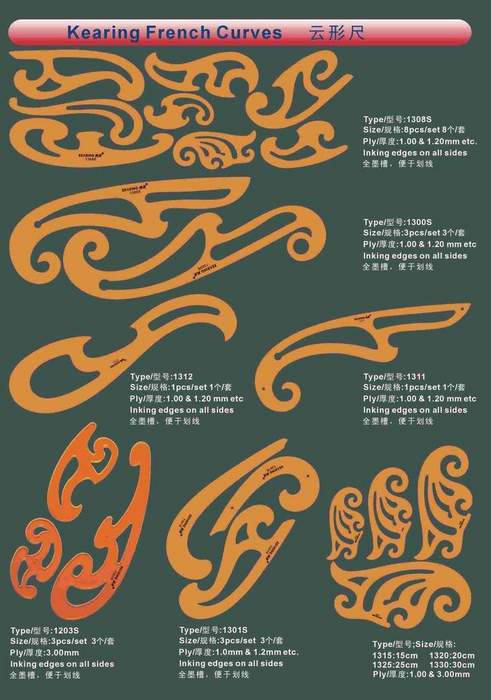 Kearing French Curves 云形尺
Type/型号:1308S
Size/规格:8pcs/set 8个/套
Ply/厚度:1.00 & 1.20mm etc.
Inking edges on all sides
全墨槽，便于划线
Type/型号:1300S
Size/规格:3pcs/set 3个/套
Ply/厚度:1.00 & 1.20 mm etc
Inking edges on all sides
全墨槽，便于划线
Type/型号:1312
Size/规格:1pcs/set 1个/套
Ply/厚度:1.00 & 1.20 mm etc
Inking edges on all sides
全墨槽，便于划线
Type/型号:1311
Size/规格:1pcs/set 1个/套
Ply/厚度:1.00 & 1.20 mm etc
Inking edges on all sides
全墨槽，便于划线
Type/型号:1203S
Size/规格:3pcs/set 3个/套
Ply/厚度:3.00mm
Inking edges on all sides
全墨槽，便于划线
Type/型号:1301S
Size/规格:3pcs/set 3个/套
Ply/厚度:1.0mm & 1.2mm etc.
Inking edges on all sides
全墨槽，便于划线
Type/型号;Size/规格:
1315:15cm 1320:20cm
1325:25cm 1330:30cm
Ply/厚度:1.00 & 3.00mm